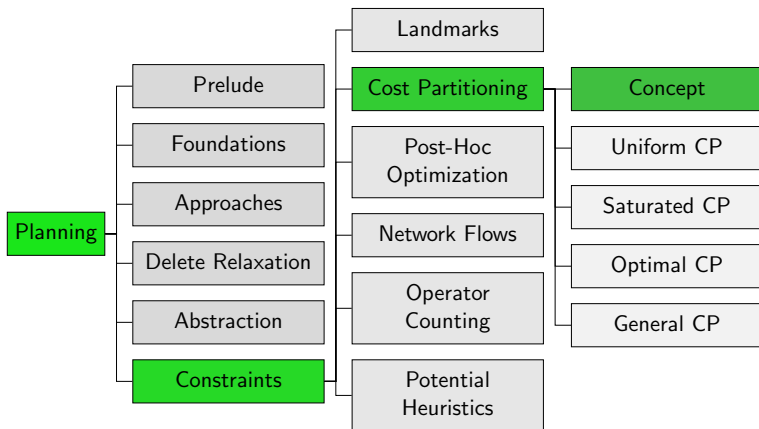 Planning
Prelude
Foundations
Approaches
Delete Relaxation
Abstraction
Constraints
Landmarks
Cost Partitioning
Post-Hoc
Optimization
Network Flows
Operator
Counting
Potential
Heuristics
Concept
Uniform CP
Saturated CP
Optimal CP
General CP